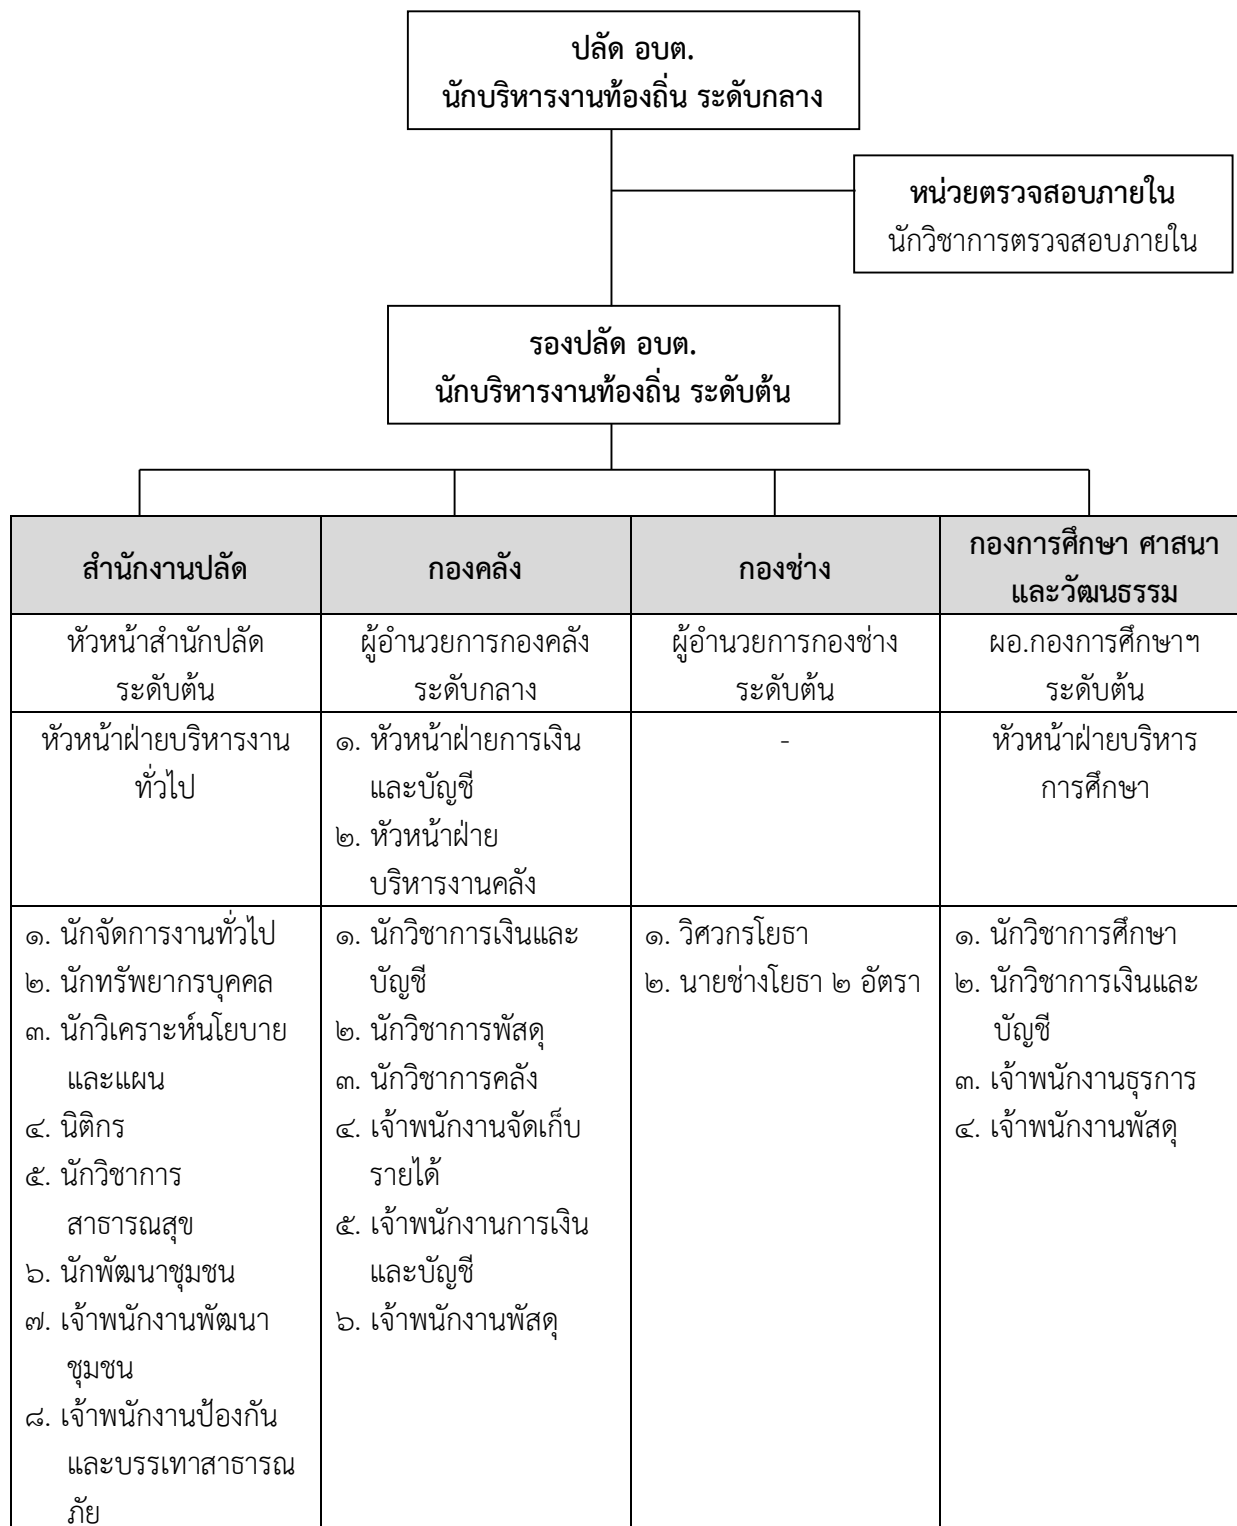 ปลัด อบต.
นักบริหารงานท้องถิ่น ระดับกลาง
หน่วยตรวจสอบภายใน
นักวิชาการตรวจสอบภายใน
รองปลัด อบต.
นักบริหารงานท้องถิ่น ระดับต้น
สำนักงานปลัด
กองคลัง
กองช่าง
กองการศึกษา ศาสนา
และวัฒนธรรม
หัวหน้าสำนักปลัด
ระดับต้น
ผู้อำนวยการกองคลัง
ระดับกลาง
ผู้อำนวยการกองช่าง
ระดับต้น
ผอ.กองการศึกษาฯ
ระดับต้น
หัวหน้าฝ่ายบริหารงาน
ทั่วไป
๑. หัวหน้าฝ่ายการเงิน
และบัญชี
๒. หัวหน้าฝ่าย
บริหารงานคลัง
-
หัวหน้าฝ่ายบริหาร
การศึกษา
๑. นักจัดการงานทั่วไป
๒. นักทรัพยากรบุคคล
๓. นักวิเคราะห์นโยบาย
และแผน
๔. นิติกร
๕. นักวิชาการ
สาธารณสุข
๖. นักพัฒนาชุมชน
๗. เจ้าพนักงานพัฒนา
ชุมชน
๘. เจ้าพนักงานป้องกัน
และบรรเทาสาธารณ
ภัย
๑. นักวิชาการเงินและ
บัญชี
๒. นักวิชาการพัสดุ
๓. นักวิชาการคลัง
๔. เจ้าพนักงานจัดเก็บ
รายได้
๕. เจ้าพนักงานการเงิน
และบัญชี
๖. เจ้าพนักงานพัสดุ
๑. วิศวกรโยธา
๒. นายช่างโยธา ๒ อัตรา
๑. นักวิชาการศึกษา
๒. นักวิชาการเงินและ
บัญชี
๓. เจ้าพนักงานธุรการ
๔. เจ้าพนักงานพัสดุ